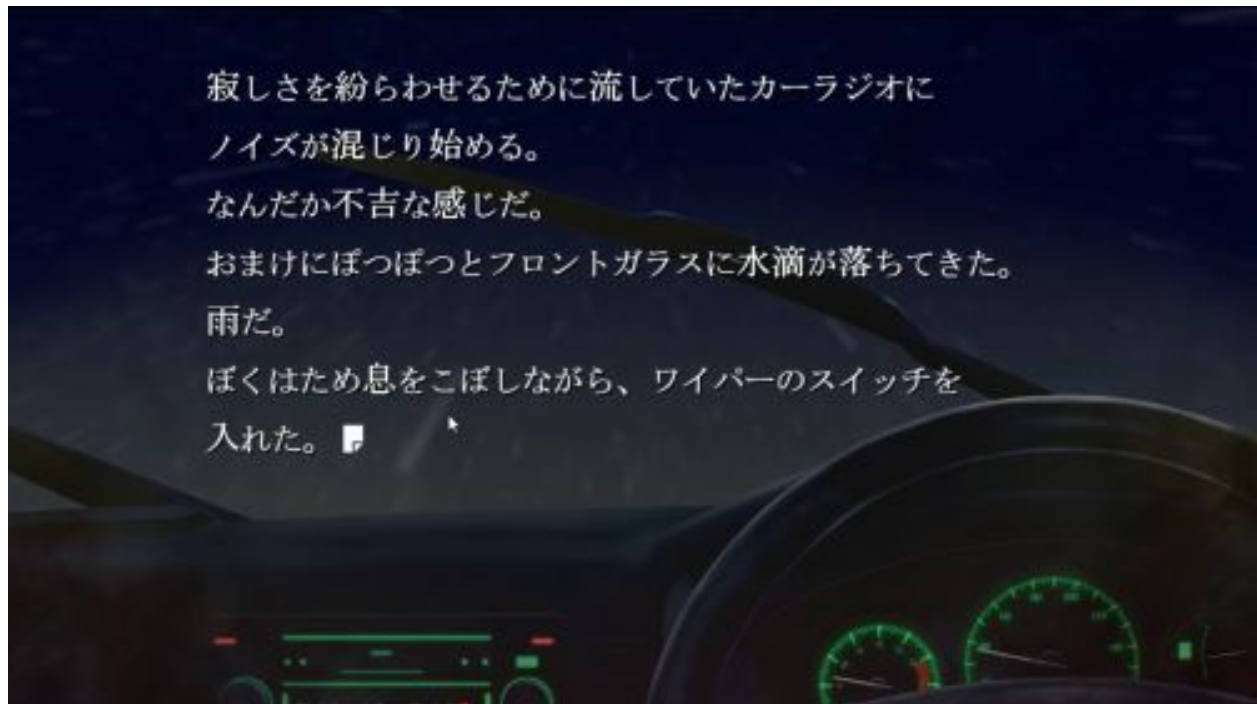 寂しさを紛らわせるために流していたカーラジオに
ノイズが混じり始める。
なんだか不吉な感じだ。
おまけにぽつぽつとフロントガラスに水滴が落ちてきた。
雨だ。
ぼくはため息をこぼしながら、ワイパーのスイッチを
入れた。